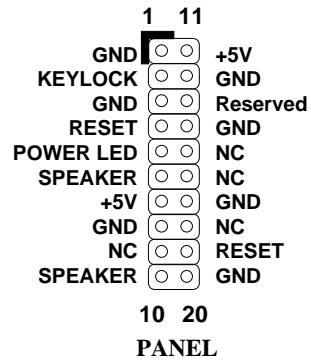 1 11
GND +5V
KEYLOCK GND
GND Reserved
RESET GND
POWER LED NC
SPEAKER NC
+5V GND
GND NC
NC RESET
SPEAKER GND
10 20
PANEL